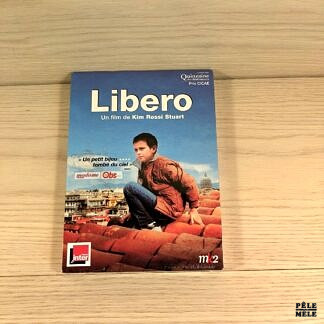 Quinzaine
Prix CICAE
Libero
Un film de Kim Rossi Stuart
« Un petit bijou
tombé du ciel »
Obs
inter
mk2
PÊLE
MÊLE